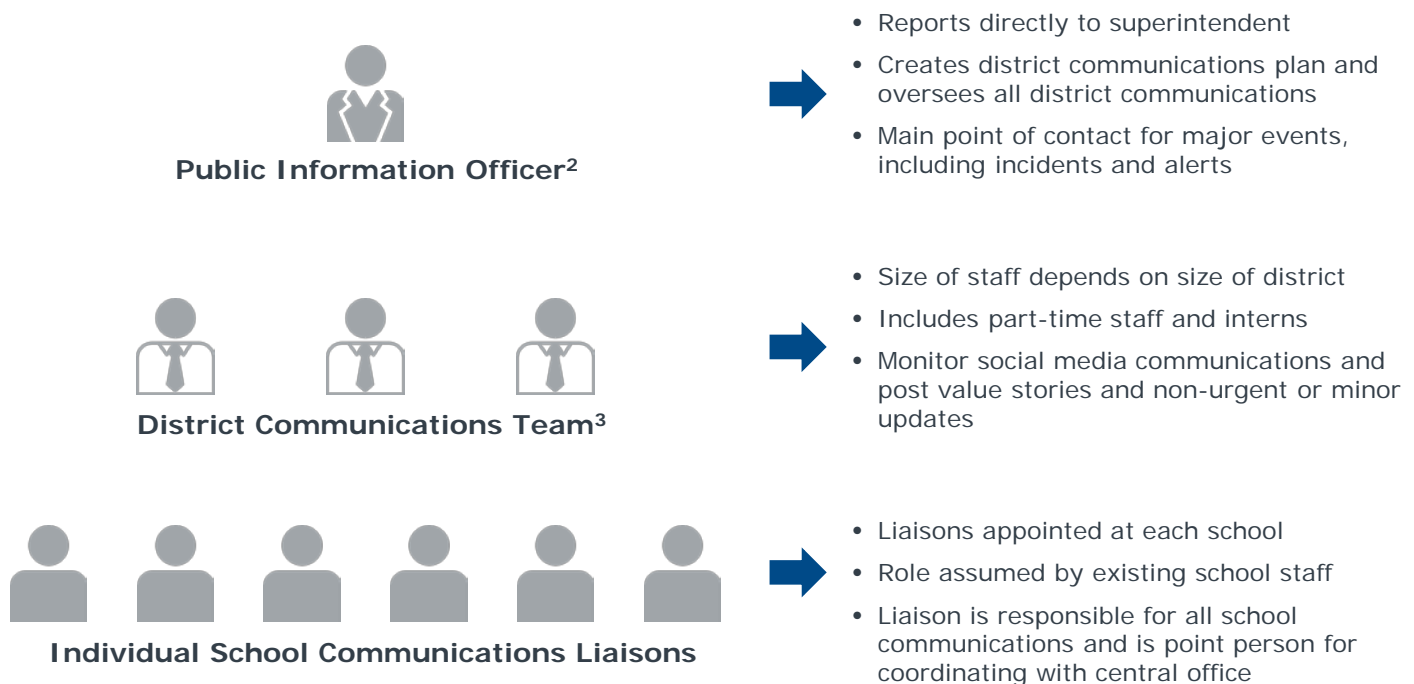 Public Information Officer²
• Reports directly to superintendent
• Creates district communications plan and
oversees all district communications
• Main point of contact for major events,
including incidents and alerts
District Communications Team³
• Size of staff depends on size of district
• Includes part-time staff and interns
• Monitor social media communications and
post value stories and non-urgent or minor
updates
Individual School Communications Liaisons
• Liaisons appointed at each school
• Role assumed by existing school staff
• Liaison is responsible for all school
communications and is point person for
coordinating with central office